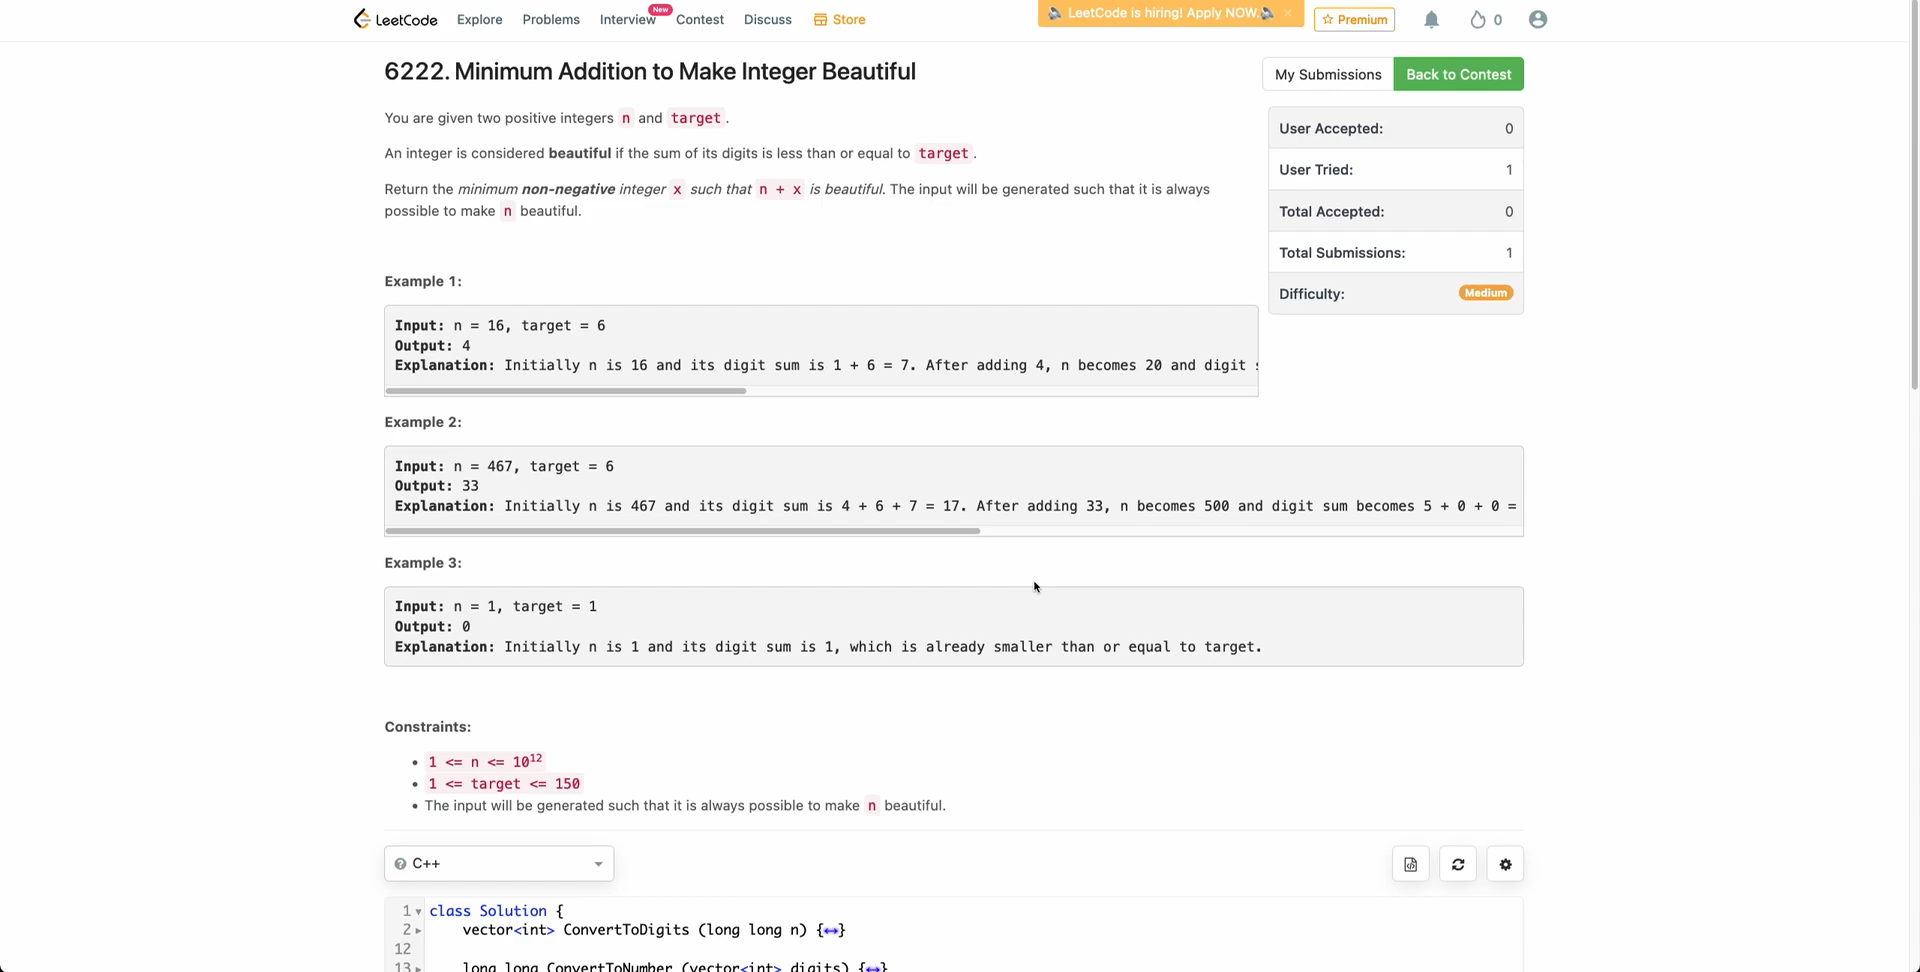 LeetCode Explore Problems Interview New Contest Discuss Store LeetCode is hiring! Apply NOW. × Premium 0
6222. Minimum Addition to Make Integer Beautiful
My Submissions Back to Contest
You are given two positive integers n and target.
An integer is considered beautiful if the sum of its digits is less than or equal to target.
Return the minimum non-negative integer x such that n + x is beautiful. The input will be generated such that it is always
possible to make n beautiful.
User Accepted: 0
User Tried: 1
Total Accepted: 0
Total Submissions: 1
Difficulty: Medium
Example 1:
Input: n = 16, target = 6
Output: 4
Explanation: Initially n is 16 and its digit sum is 1 + 6 = 7. After adding 4, n becomes 20 and digit
Example 2:
Input: n = 467, target = 6
Output: 33
Explanation: Initially n is 467 and its digit sum is 4 + 6 + 7 = 17. After adding 33, n becomes 500 and digit sum becomes 5 + 0 + 0 =
Example 3:
Input: n = 1, target = 1
Output: 0
Explanation: Initially n is 1 and its digit sum is 1, which is already smaller than or equal to target.
Constraints:
• 1 <= n <= 10¹²
• 1 <= target <= 150
• The input will be generated such that it is always possible to make n beautiful.
C++
1 class Solution {
2 vector<int> ConvertToDigits (long long n) {↔}
12
13 long long ConvertToNumber (vector<int> digits) {↔}